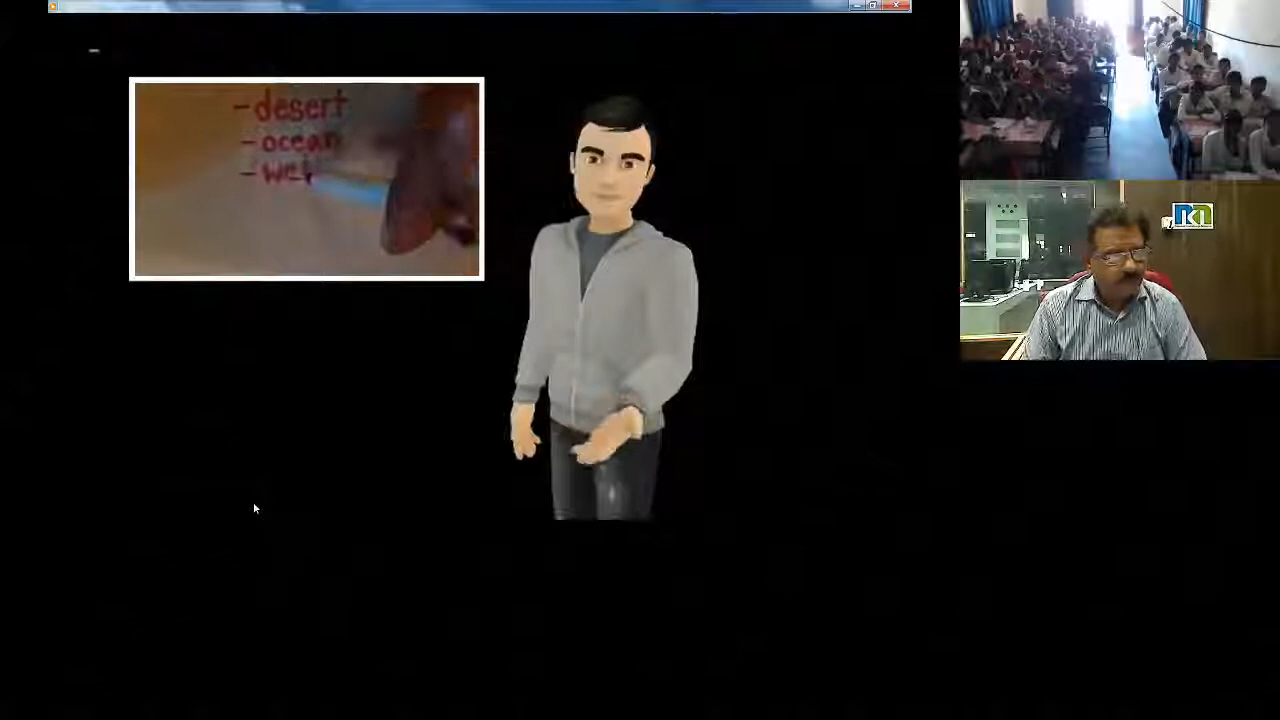 - desert
- ocean
- wet